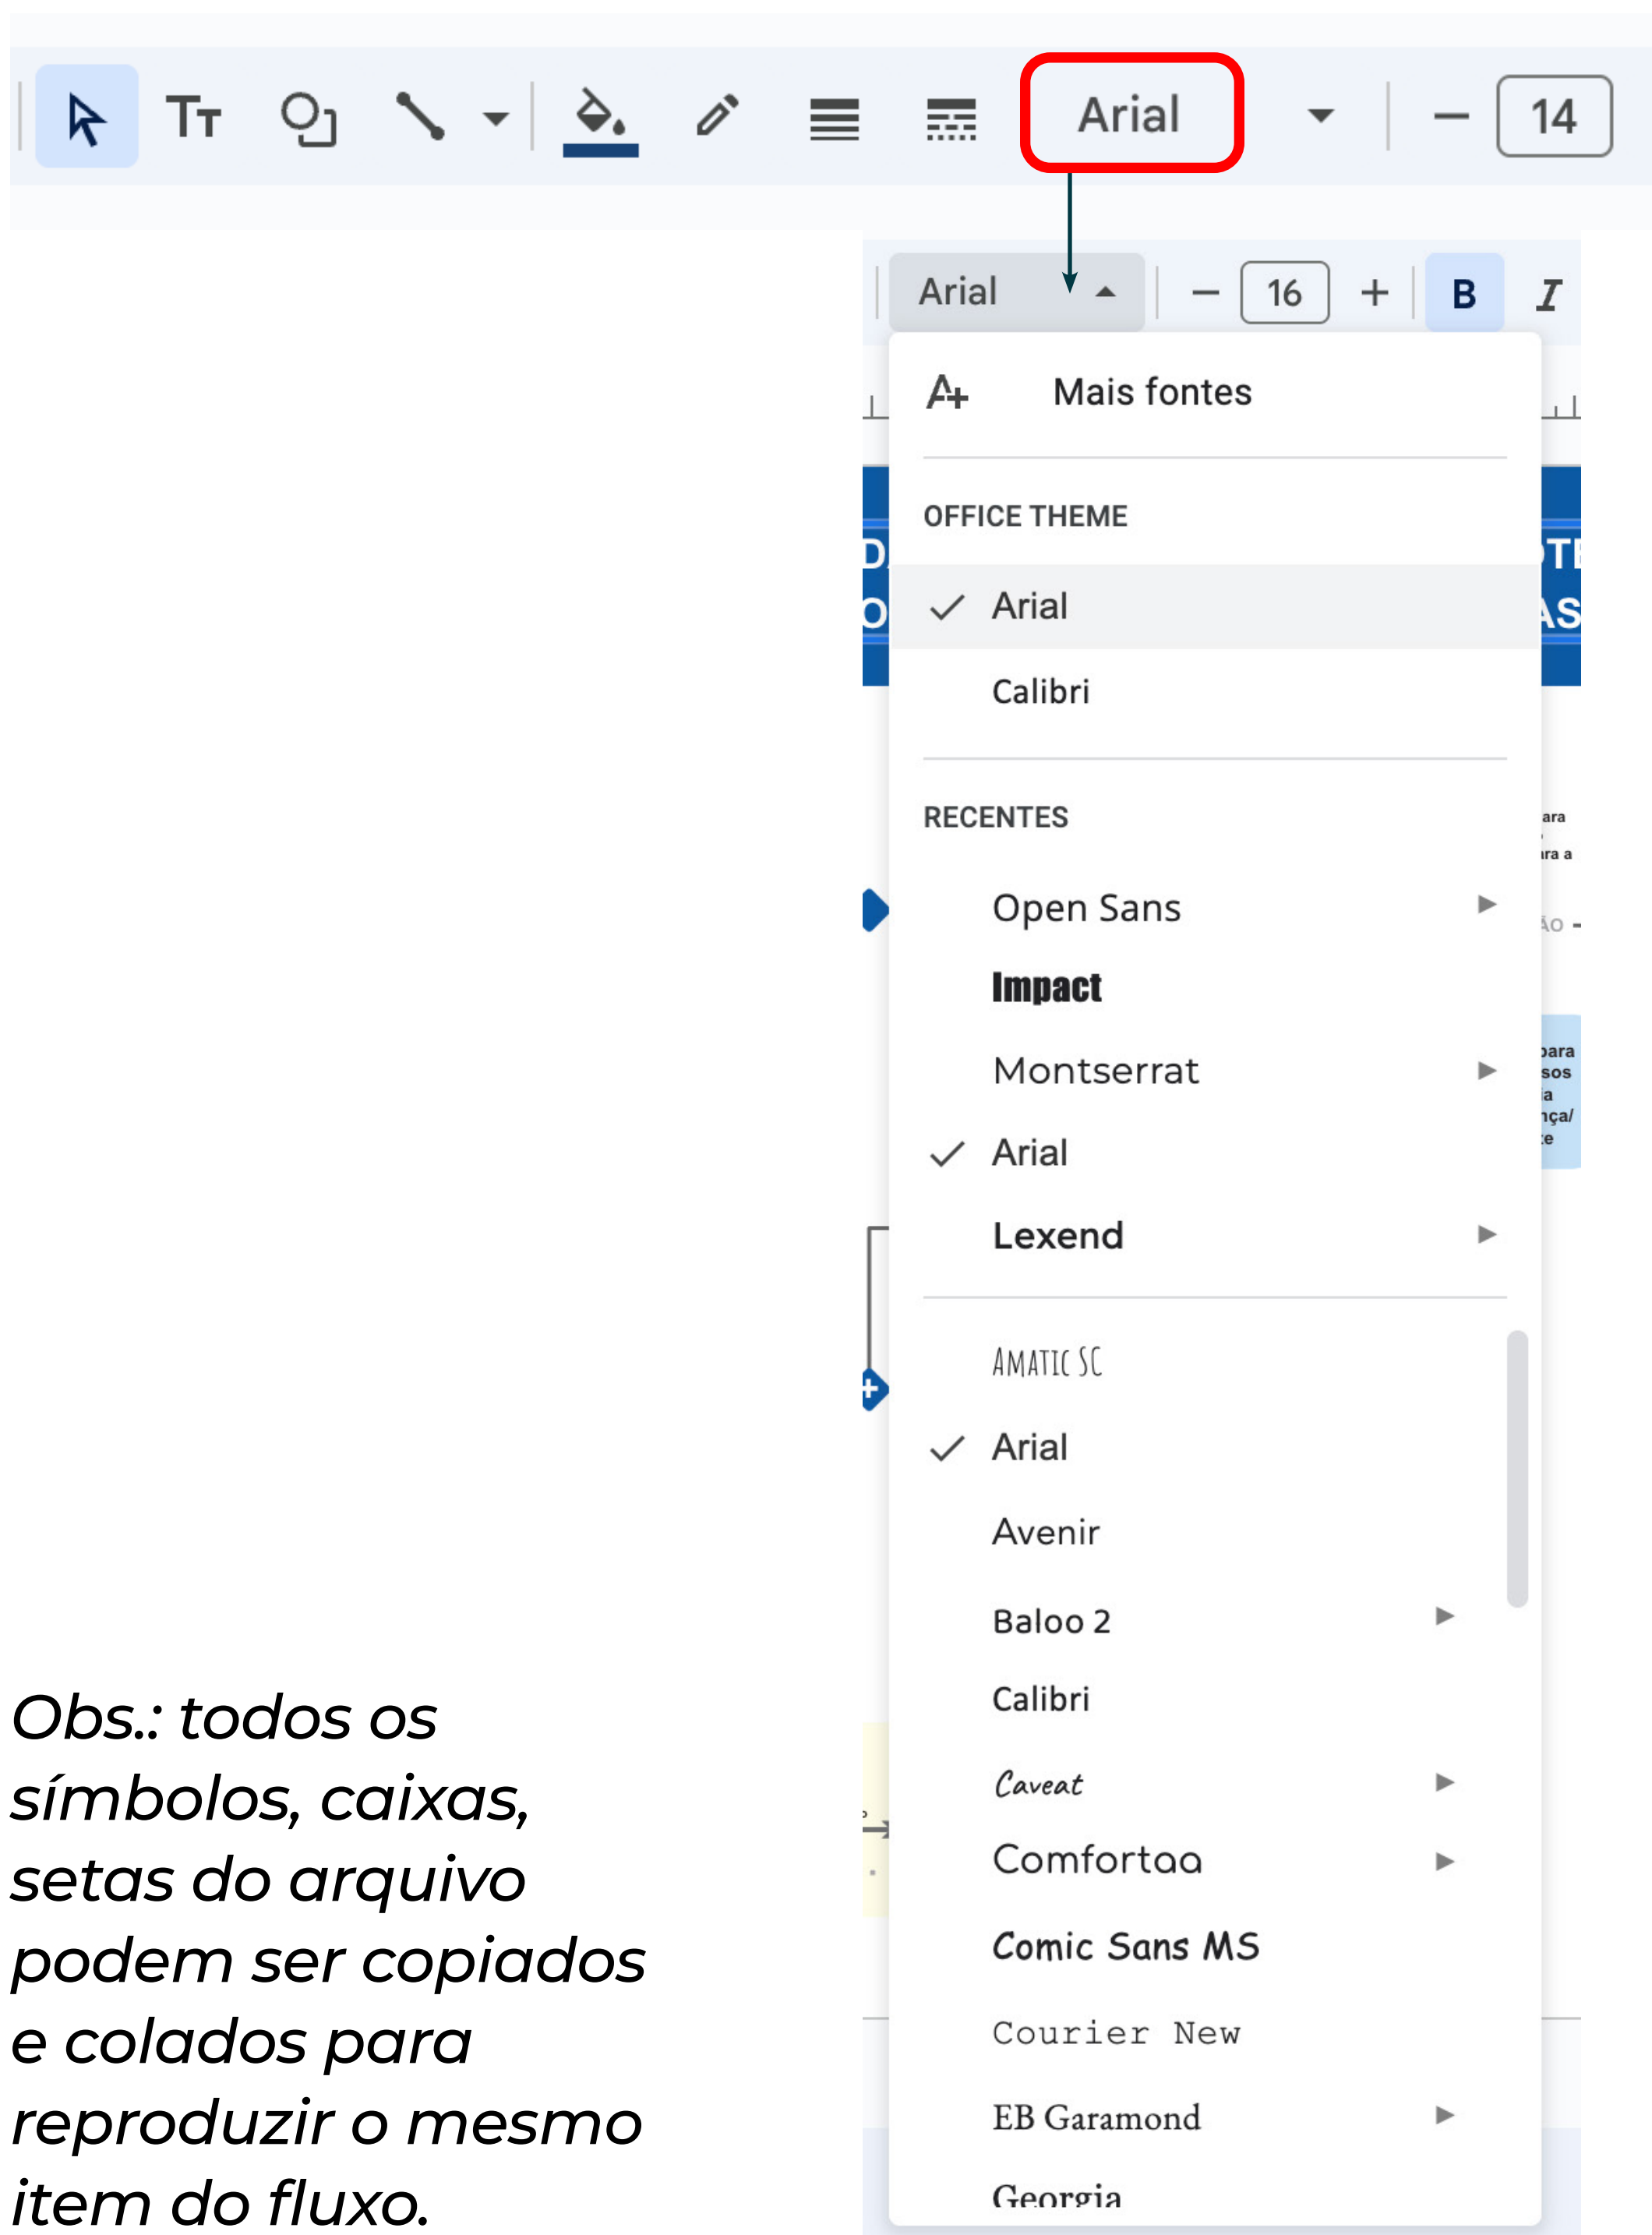 Arial
14
Arial
16
B
I
Mais fontes
OFFICE THEME
Arial
Calibri
RECENTES
Open Sans
Impact
Montserrat
Arial
Lexend
Amatic SC
Arial
Avenir
Baloo 2
Calibri
Caveat
Comfortaa
Comic Sans MS
Courier New
EB Garamond
Georgia
Obs.: todos os
símbolos, caixas,
setas do arquivo
podem ser copiados
e colados para
reproduzir o mesmo
item do fluxo.